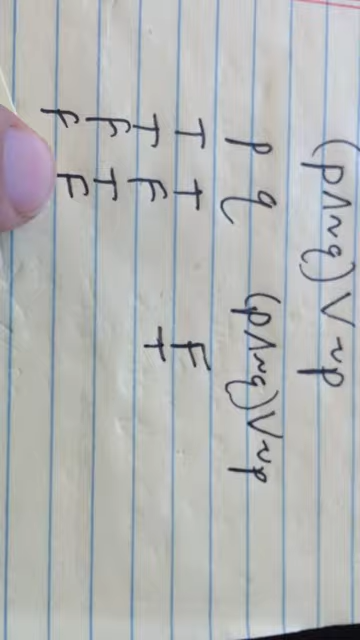 (p∧~q)∨~p
p q (p∧~q)∨~p
T T F
T F T
F T
F F